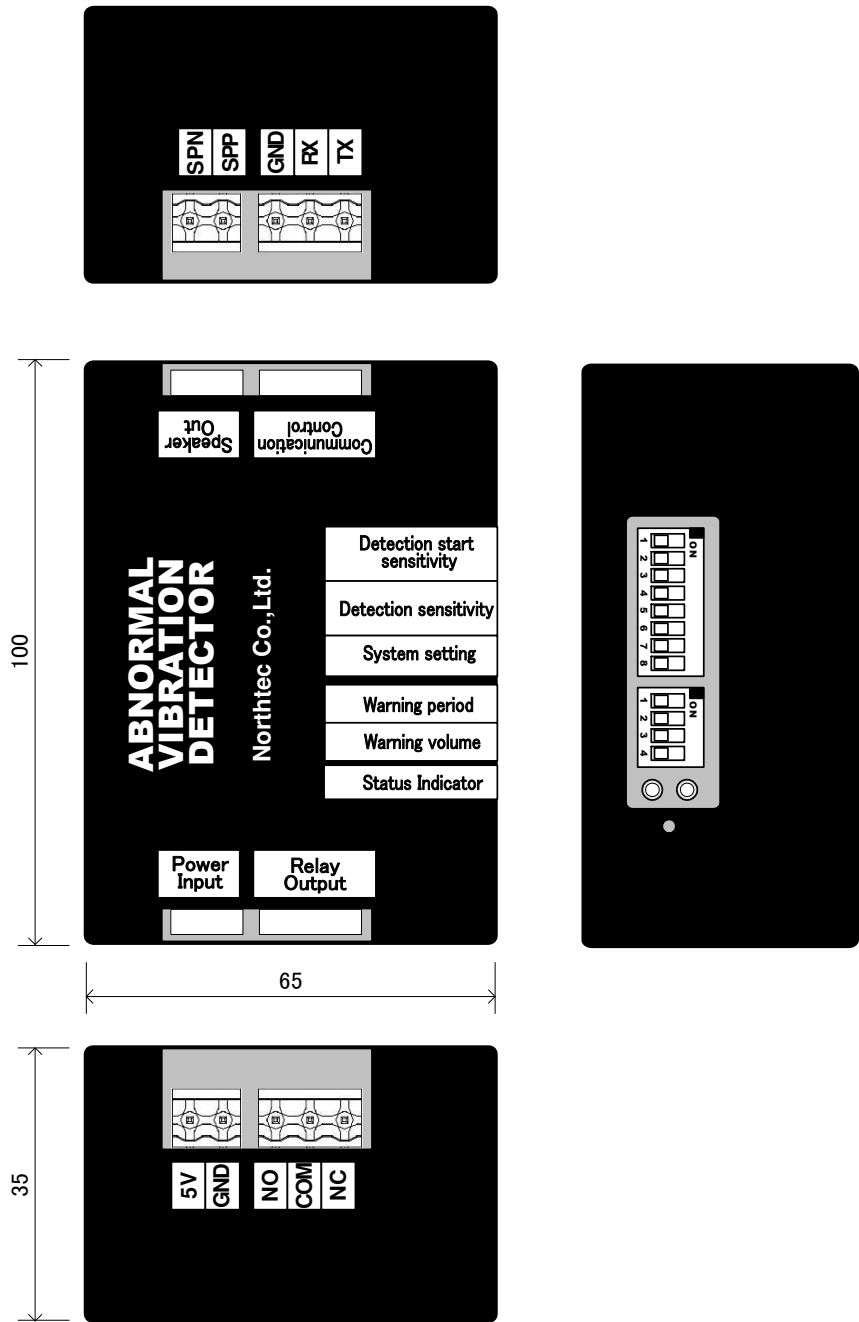 SPN
SPP
GND
RX
TX
Speaker
Out
Communication
Control
ABNORMAL
VIBRATION
DETECTOR
Northtec Co.,Ltd.
Detection start
sensitivity
Detection sensitivity
System setting
Warning period
Warning volume
Status Indicator
Power
Input
Relay
Output
100
65
ON
1
2
3
4
5
6
7
8
ON
1
2
3
4
35
5V
GND
NO
COM
NC